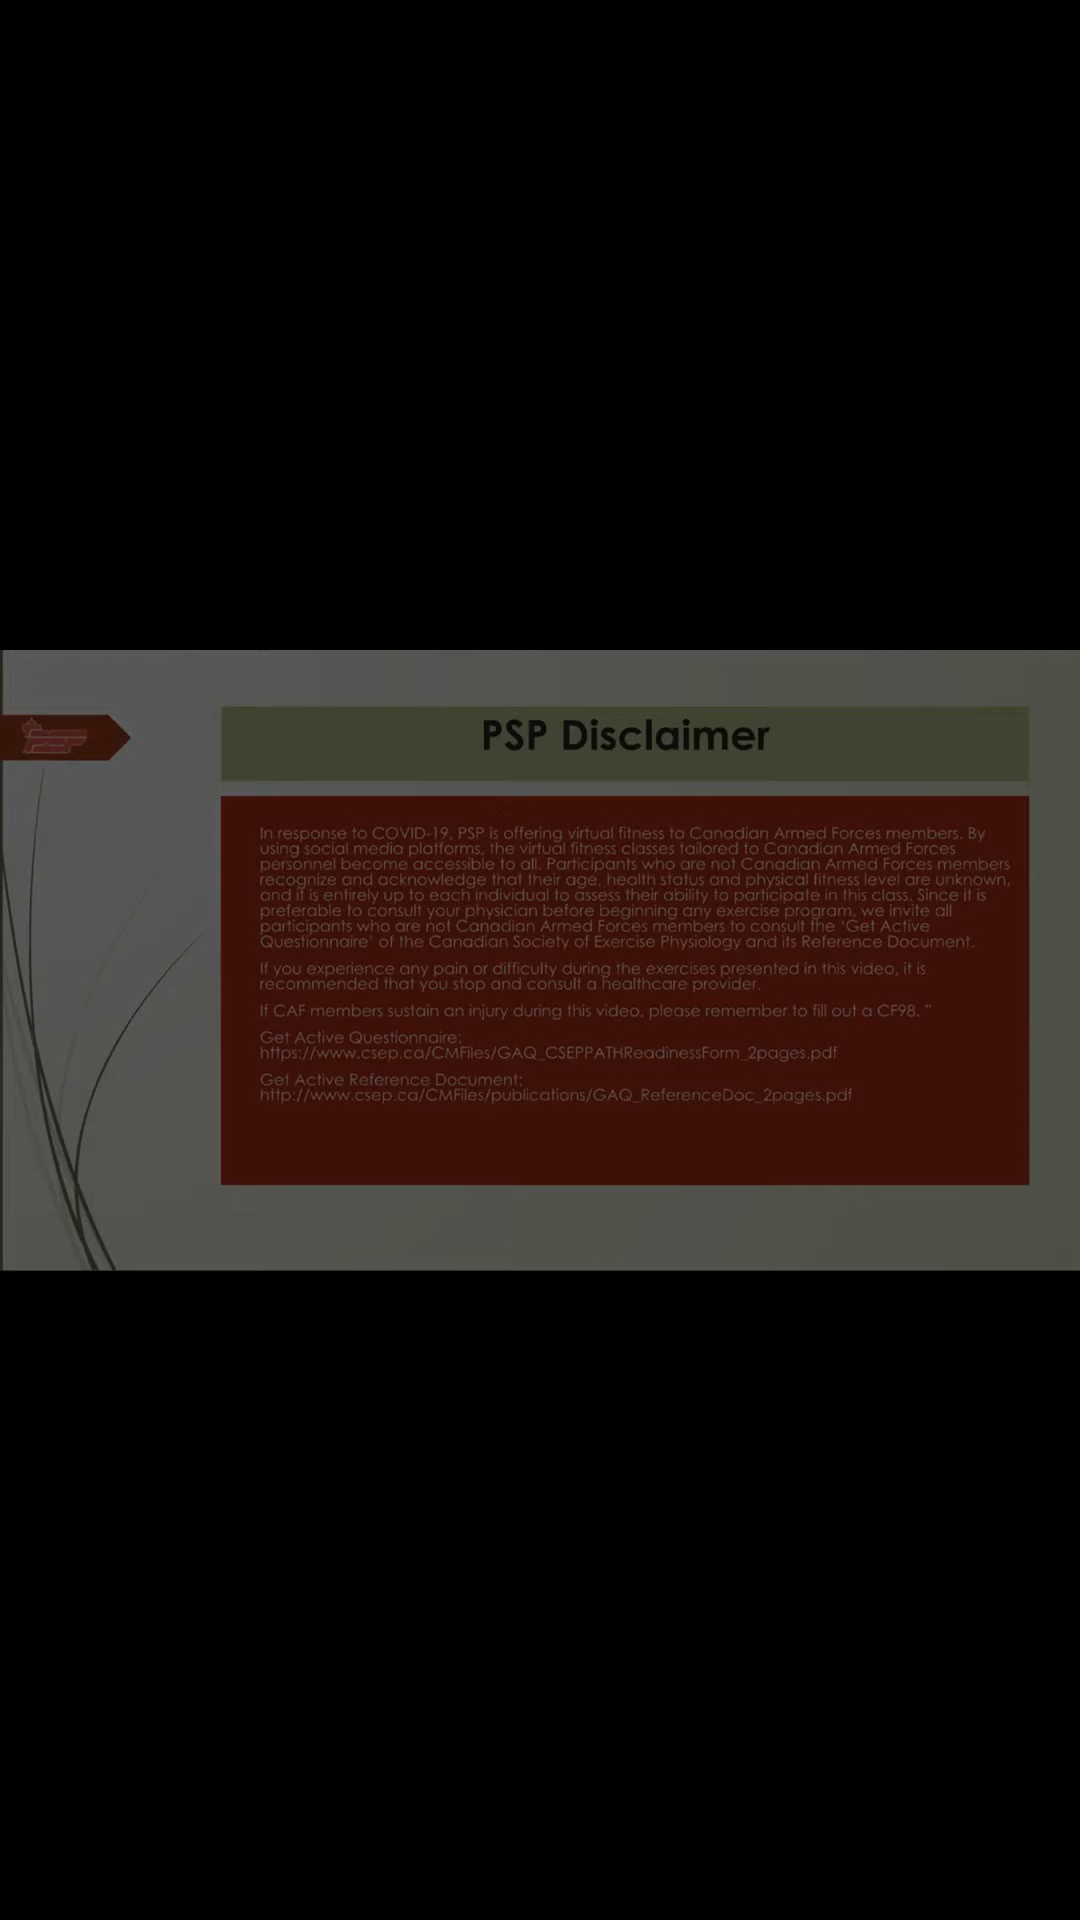 PSP
PSP Disclaimer
In response to COVID-19, PSP is offering virtual fitness to Canadian Armed Forces members. By
using social media platforms, the virtual fitness classes tailored to Canadian Armed Forces
personnel become accessible to all. Participants who are not Canadian Armed Forces members
recognize and acknowledge that their age, health status and physical fitness level are unknown,
and it is entirely up to each individual to assess their ability to participate in this class. Since it is
preferable to consult your physician before beginning any exercise program, we invite all
participants who are not Canadian Armed Forces members to consult the ‘Get Active
Questionnaire’ of the Canadian Society of Exercise Physiology and its Reference Document.
If you experience any pain or difficulty during the exercises presented in this video, it is
recommended that you stop and consult a healthcare provider.
If CAF members sustain an injury during this video, please remember to fill out a CF98. ”
Get Active Questionnaire:
https://www.csep.ca/CMFiles/GAQ_CSEPPATHReadinessForm_2pages.pdf
Get Active Reference Document:
http://www.csep.ca/CMFiles/publications/GAQ_ReferenceDoc_2pages.pdf